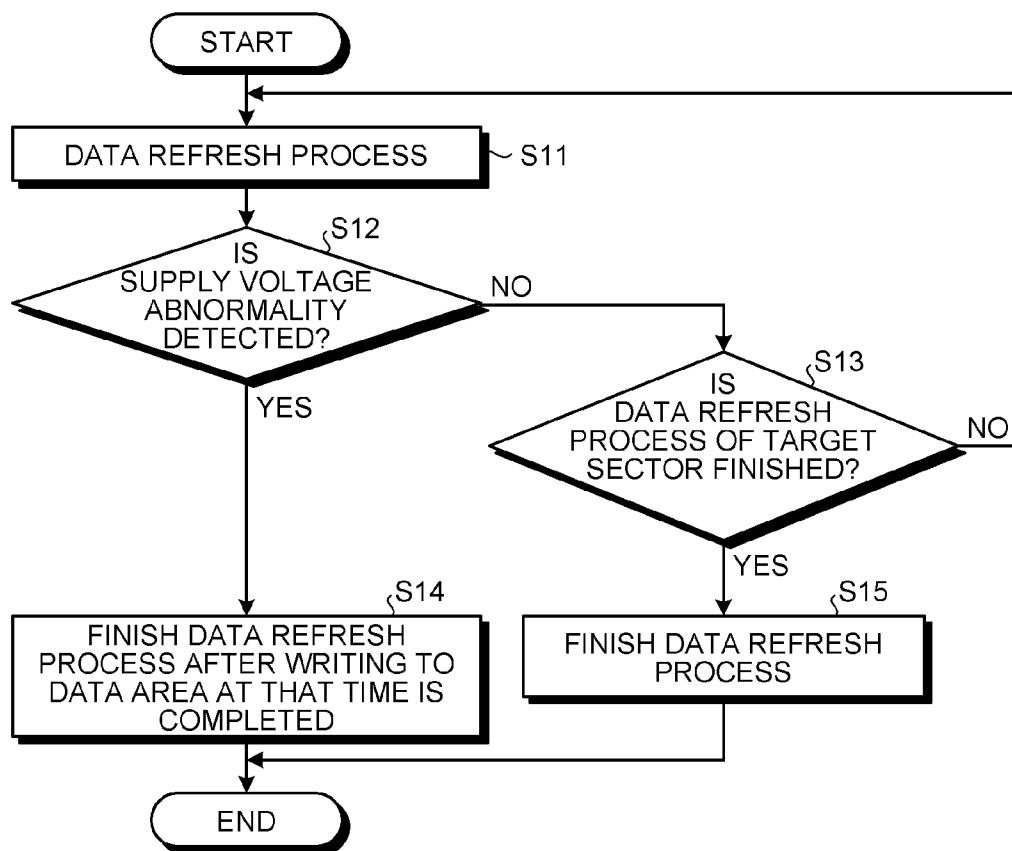 START
DATA REFRESH PROCESS
S11
S12
IS
SUPPLY VOLTAGE
ABNORMALITY
DETECTED?
NO
YES
S13
IS
DATA REFRESH
PROCESS OF TARGET
SECTOR FINISHED?
NO
YES
S14
FINISH DATA REFRESH
PROCESS AFTER WRITING TO
DATA AREA AT THAT TIME IS
COMPLETED
S15
FINISH DATA REFRESH
PROCESS
END